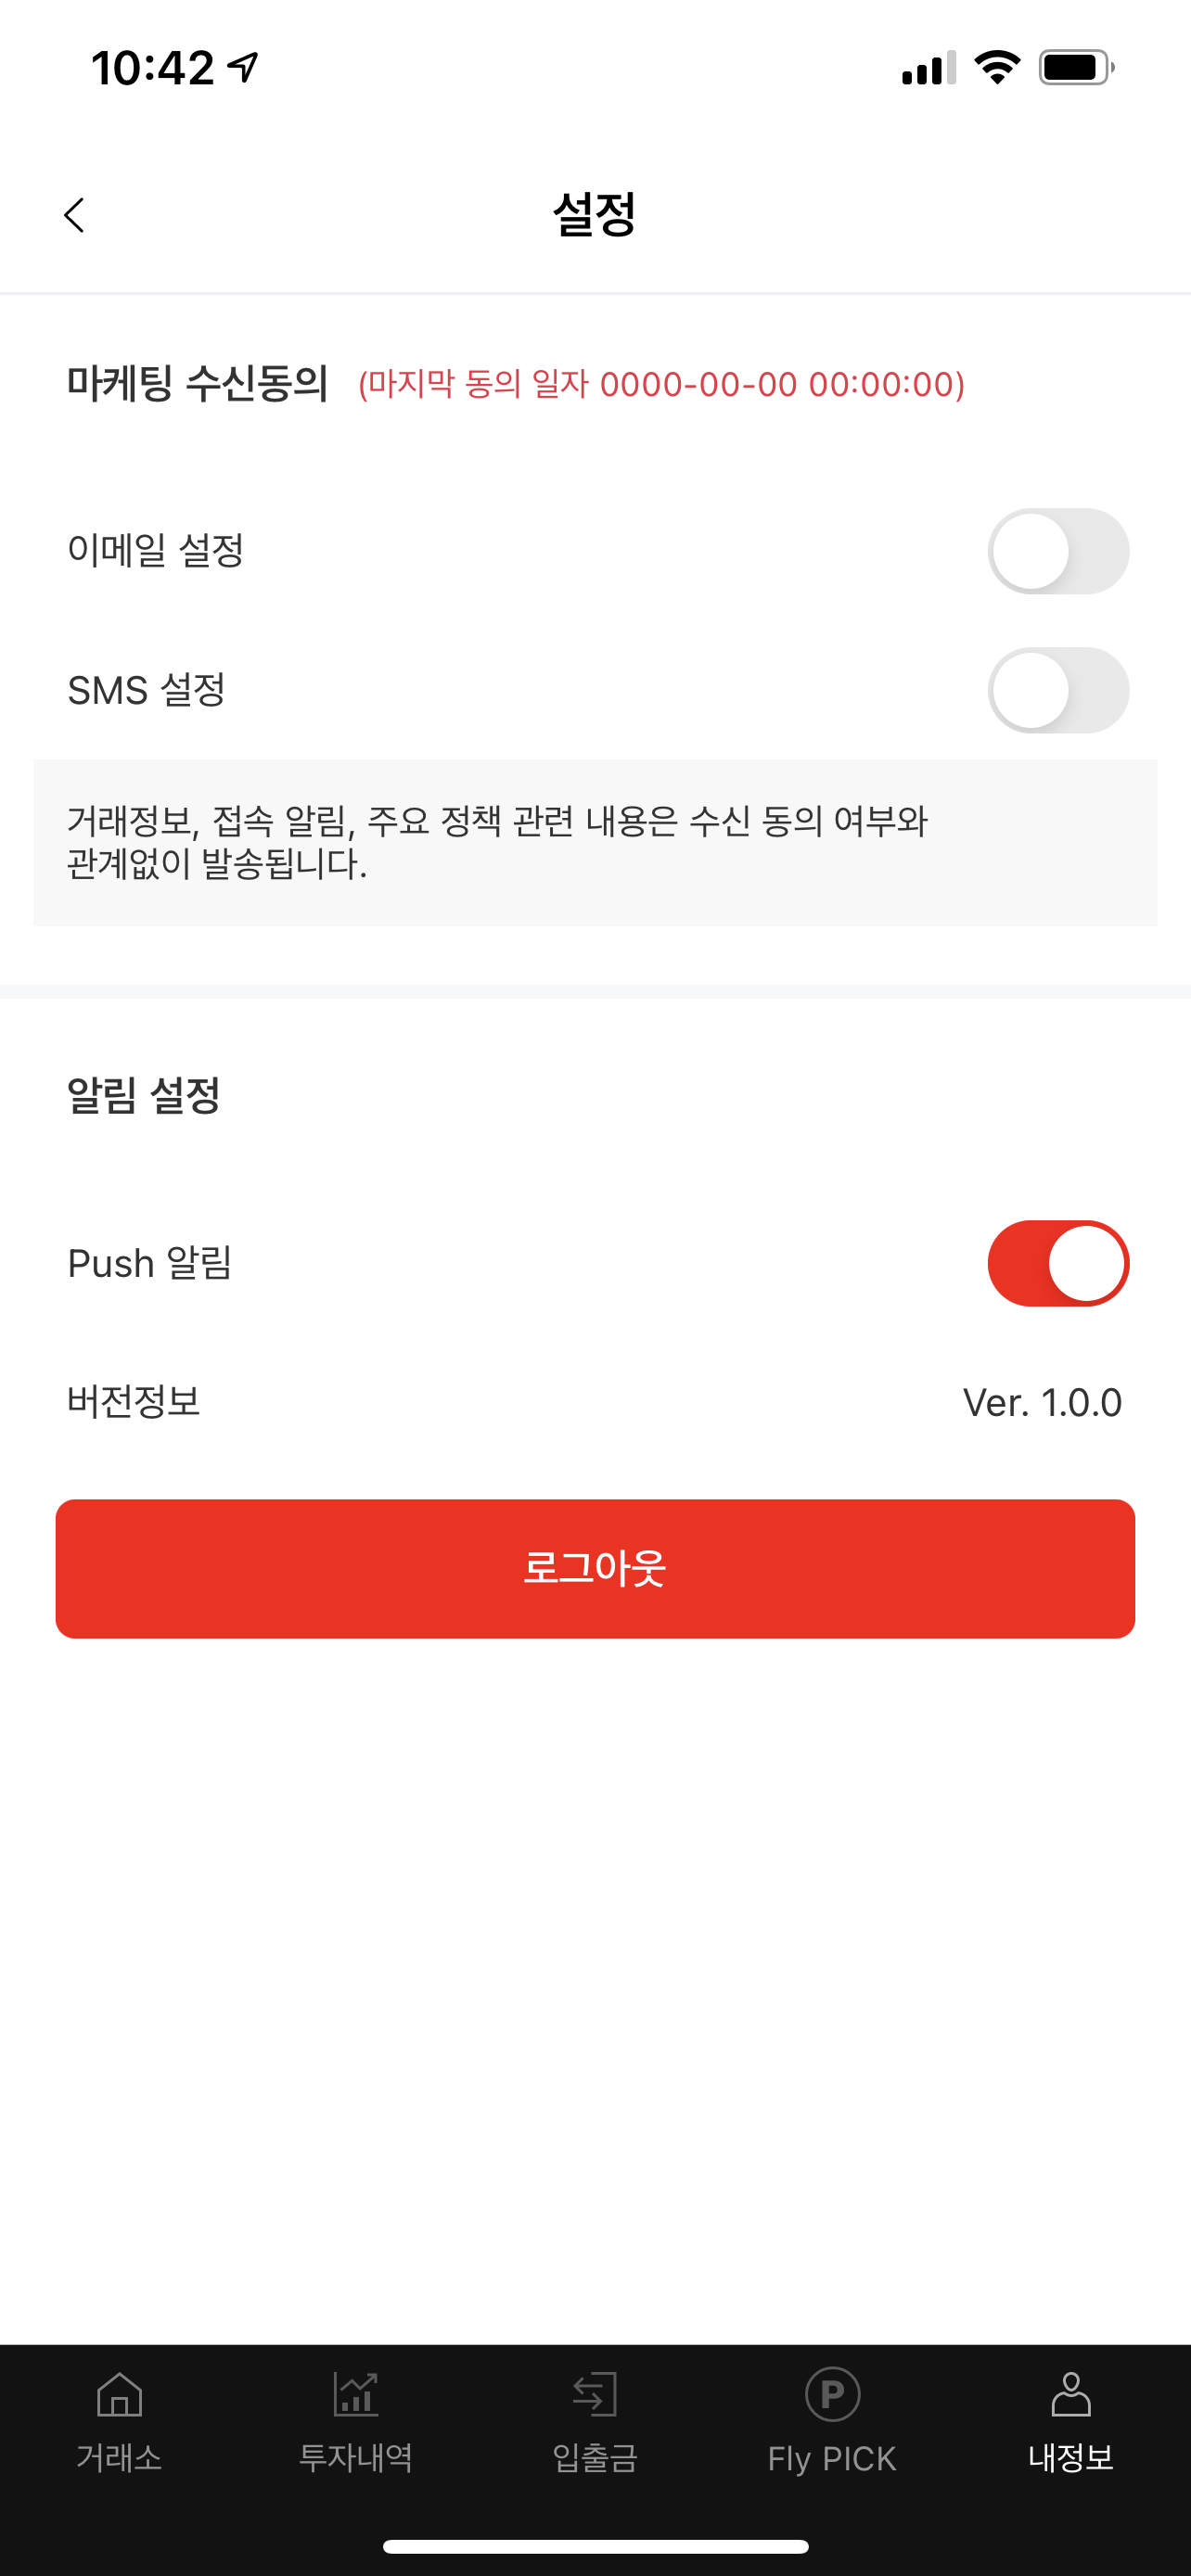 10:42
설정
마케팅 수신동의 (마지막 동의 일자 0000-00-00 00:00:00)
이메일 설정
SMS 설정
거래정보, 접속 알림, 주요 정책 관련 내용은 수신 동의 여부와
관계없이 발송됩니다.
알림 설정
Push 알림
버전정보 Ver. 1.0.0
로그아웃
P
거래소 투자내역 입출금 Fly PICK 내정보